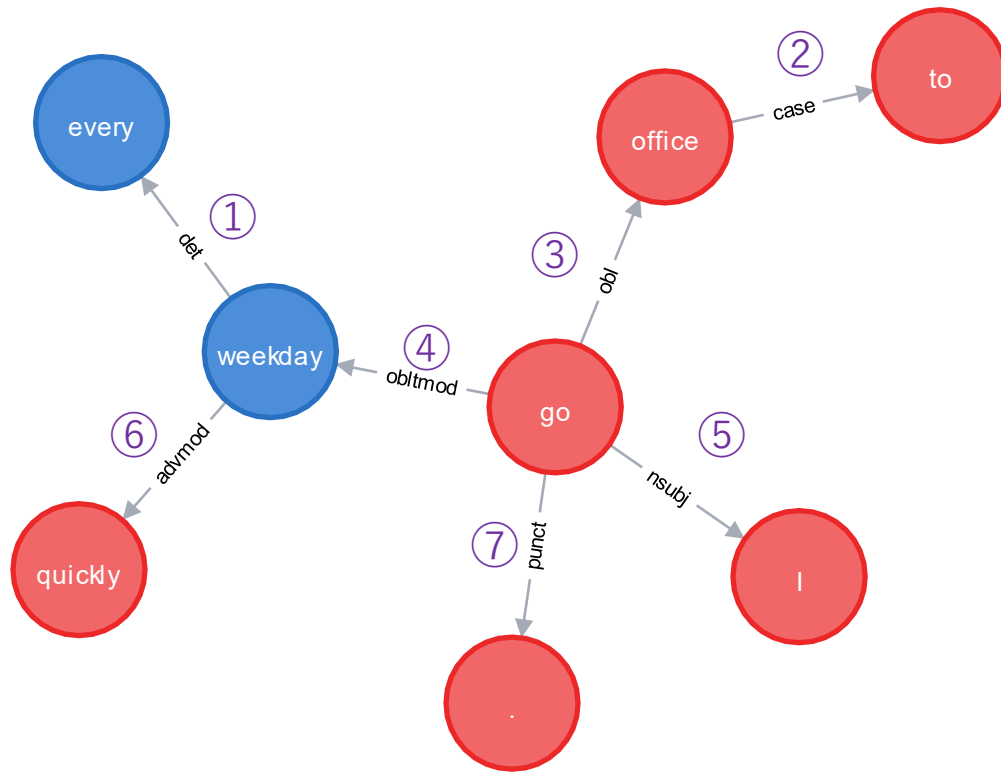 ②
to
case
every
office
①
det
③
obl
④
weekday
obltmod
go
⑤
⑥
advmod
nsubj
⑦
punct
quickly
I
.